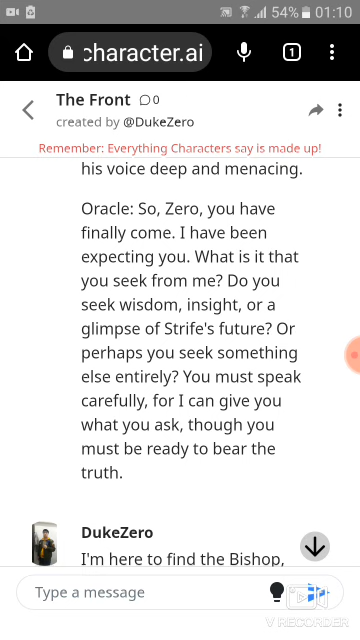 54% 01:10
character.ai
1
The Front 0
created by @DukeZero
Remember: Everything Characters say is made up!
his voice deep and menacing.
Oracle: So, Zero, you have
finally come. I have been
expecting you. What is it that
you seek from me? Do you
seek wisdom, insight, or a
glimpse of Strife's future? Or
perhaps you seek something
else entirely? You must speak
carefully, for I can give you
what you ask, though you
must be ready to bear the
truth.
DukeZero
I'm here to find the Bishop,
Type a message
V RECORDER